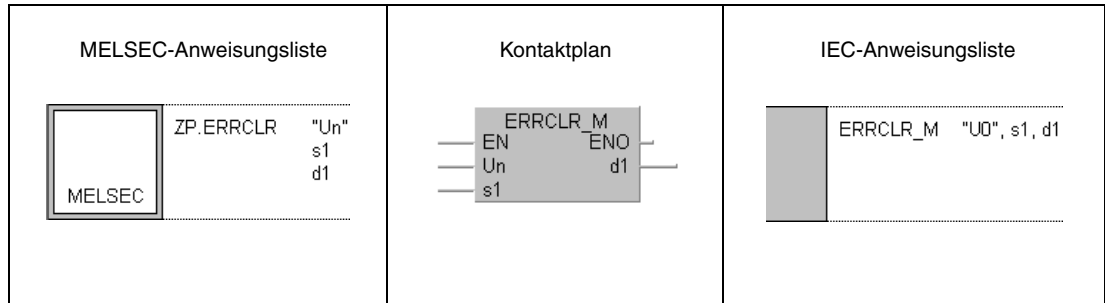 MELSEC-Anweisungsliste
ZP.ERRCLR "Un"
s1
d1
MELSEC
Kontaktplan
ERRCLR_M
EN ENO
Un d1
s1
IEC-Anweisungsliste
ERRCLR_M "U0", s1, d1